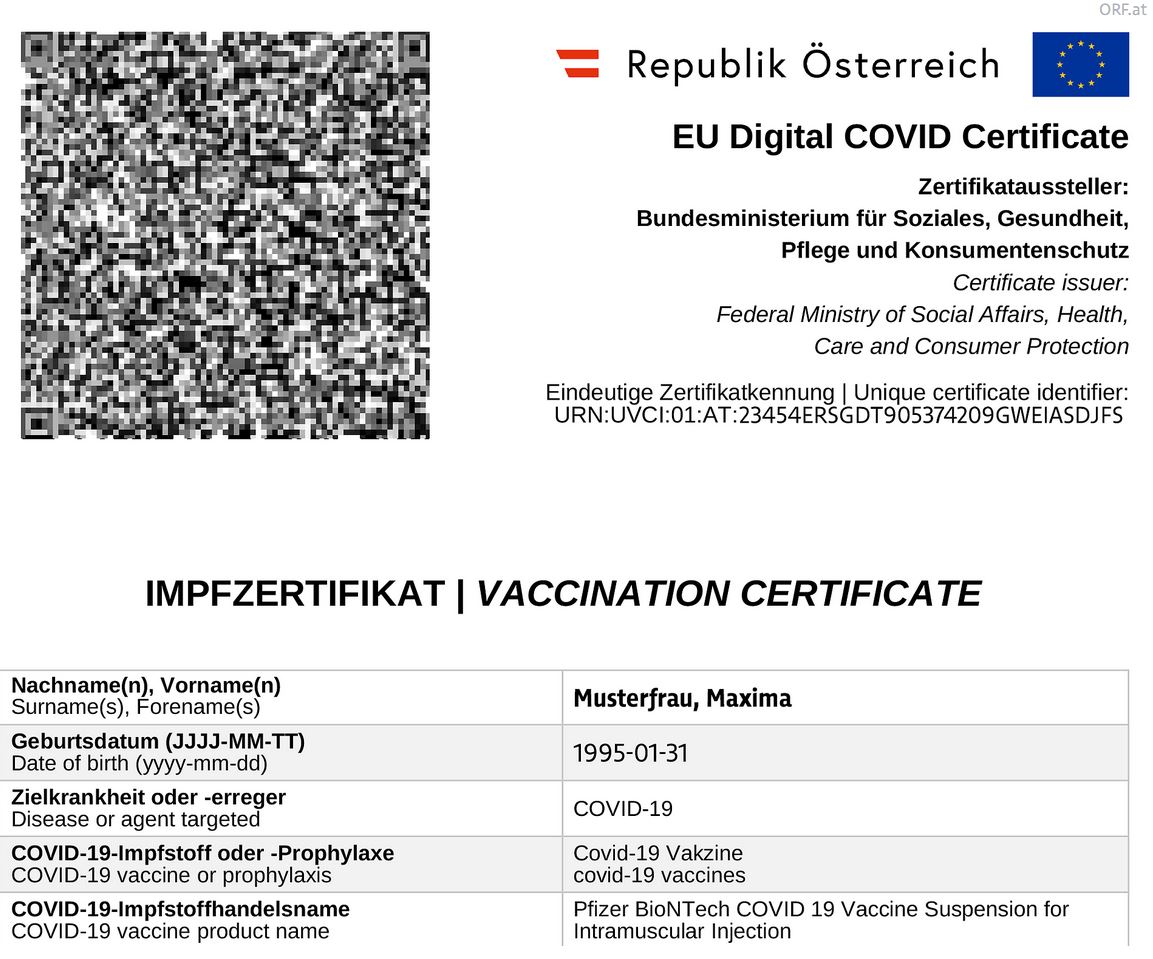 ORF.at
Republik Österreich
EU Digital COVID Certificate
Zertifikataussteller:
Bundesministerium für Soziales, Gesundheit,
Pflege und Konsumentenschutz
Certificate issuer:
Federal Ministry of Social Affairs, Health,
Care and Consumer Protection
Eindeutige Zertifikatkennung | Unique certificate identifier:
URN:UVCI:01:AT:23454ERSGDT905374209GWEIASDJFS
IMPFZERTIFIKAT | VACCINATION CERTIFICATE
Nachname(n), Vorname(n)
Surname(s), Forename(s)
Musterfrau, Maxima
Geburtsdatum (JJJJ-MM-TT)
Date of birth (yyyy-mm-dd)
1995-01-31
Zielkrankheit oder -erreger
Disease or agent targeted
COVID-19
COVID-19-Impfstoff oder -Prophylaxe
COVID-19 vaccine or prophylaxis
Covid-19 Vakzine
covid-19 vaccines
COVID-19-Impfstoffhandelsname
COVID-19 vaccine product name
Pfizer BioNTech COVID 19 Vaccine Suspension for
Intramuscular Injection